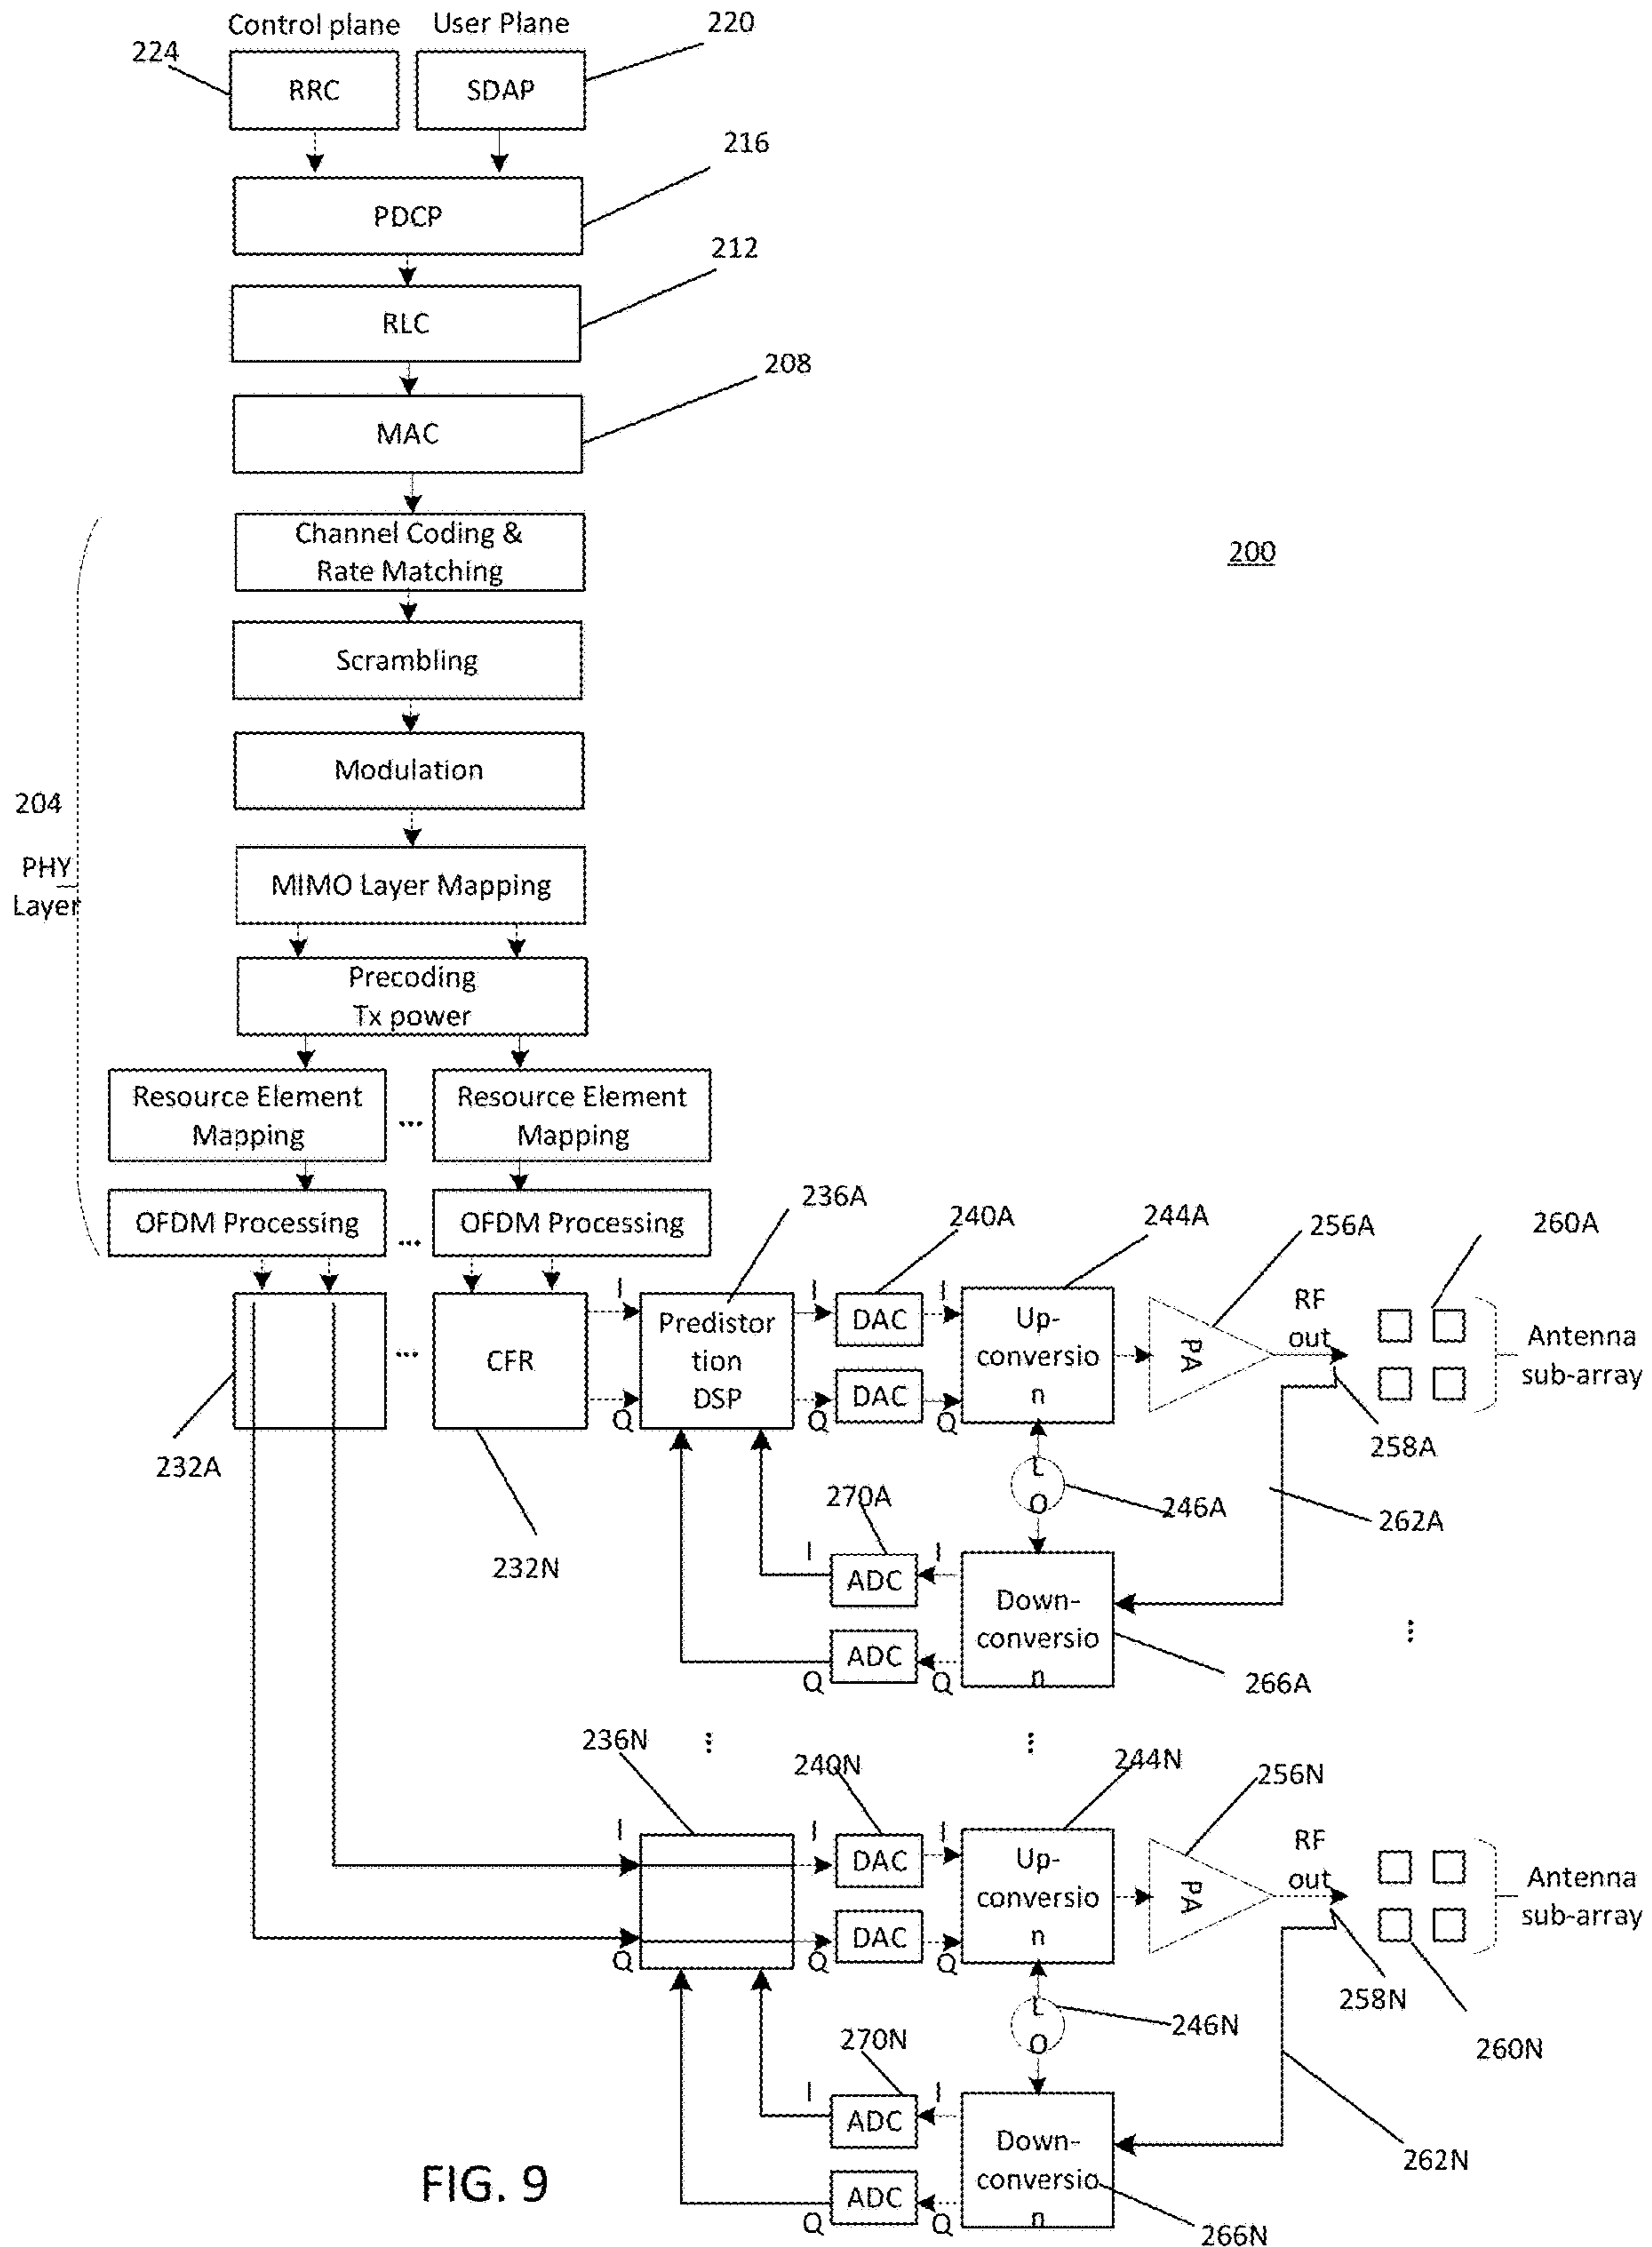 Control plane
User Plane
220
224
RRC
SDAP
216
PDCP
212
RLC
208
MAC
Channel Coding &
Rate Matching
200
Scrambling
Modulation
204
PHY
Layer
MIMO Layer Mapping
Precoding
Tx power
Resource Element
Mapping
...
Resource Element
Mapping
OFDM Processing
...
OFDM Processing
236A
240A
244A
256A
260A
232A
...
CFR
232N
I
Q
Predistor
tion
DSP
I
Q
DAC
DAC
I
Q
Up-
conversio
n
PA
RF
out
Antenna
sub-array
258A
L
O
246A
262A
270A
I
Q
ADC
ADC
I
Q
Down-
conversio
n
266A
...
236N
...
240N
...
244N
256N
I
Q
I
Q
DAC
DAC
I
Q
Up-
conversio
n
PA
RF
out
Antenna
sub-array
258N
260N
L
O
246N
262N
270N
I
Q
ADC
ADC
I
Q
Down-
conversio
n
266N
FIG. 9